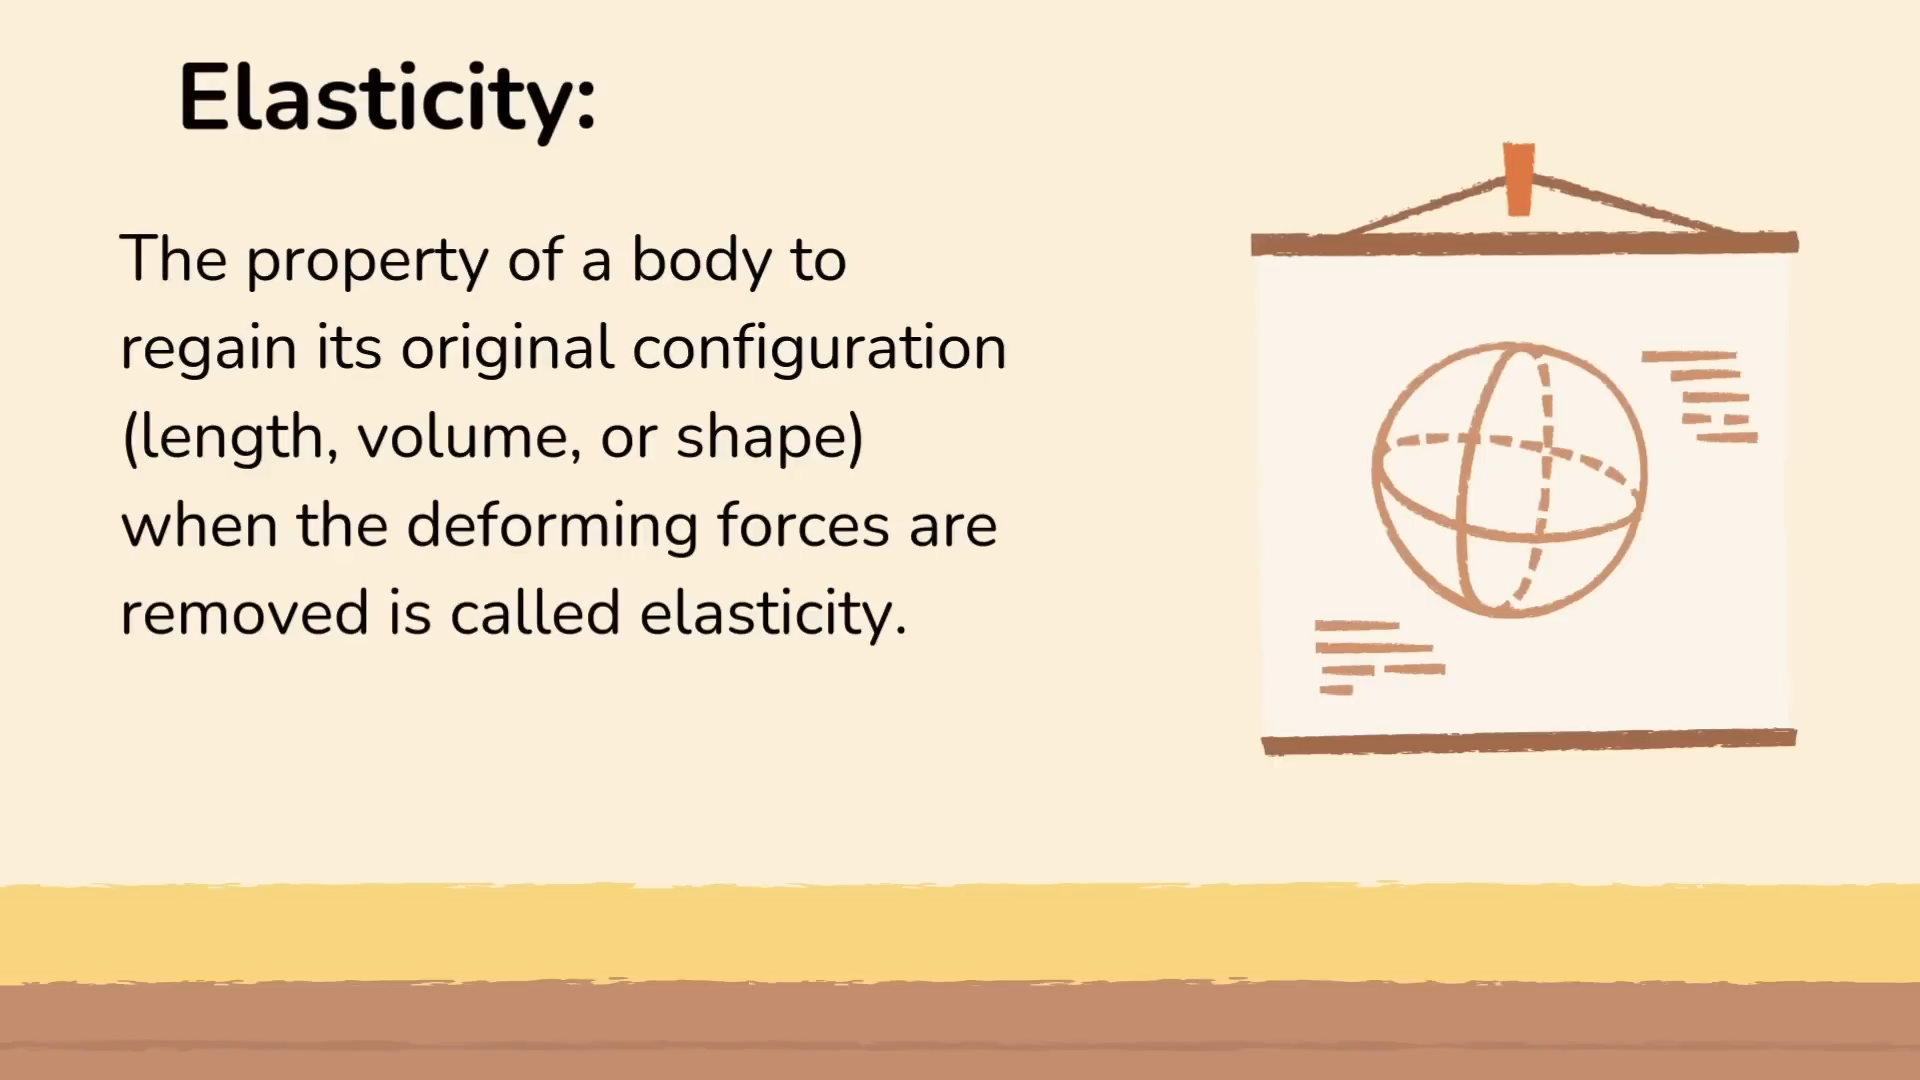 Elasticity:
The property of a body to
regain its original configuration
(length, volume, or shape)
when the deforming forces are
removed is called elasticity.